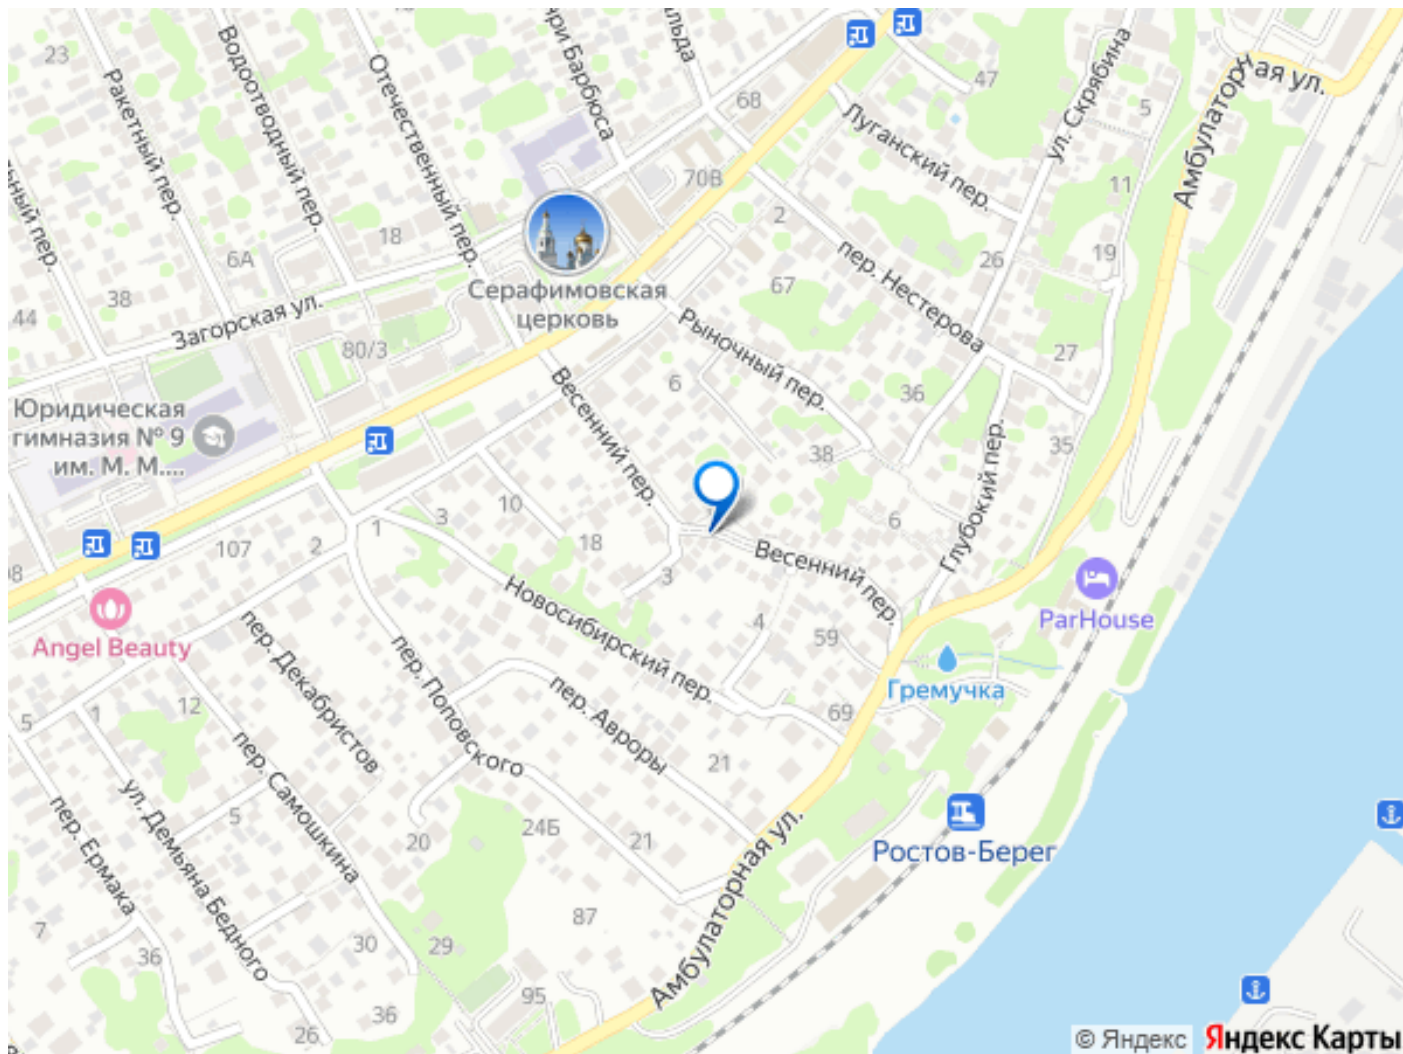 23
Ракетный пер.
Водоотводный пер.
Отечественный пер.
нри Барбюса
альда
68
70В
47
Луганский пер.
ул. Скрябина
5
Амбулаторная ул.
11
19
26
2
пер. Нестерова
67
18
6А
38
44
ный пер.
Загорская ул.
80/3
Серафимовская
церковь
Рыночный пер.
6
36
27
35
38
Юридическая
гимназия № 9
им. М. М....
Весенний пер.
Глубокий пер.
10
3
1
18
6
107
2
Весенний пер.
3
4
59
ParHouse
Angel Beauty
Новосибирский пер.
Гремучка
пер. Декабристов
пер. Поповского
пер. Авроры
69
21
5
1
12
пер. Самошкина
ул. Демьяна Бедного
пер. Ермака
5
20
24Б
21
Ростов-Берег
Амбулаторная ул.
87
7
36
30
29
95
36
26
© Яндекс Яндекс Карты